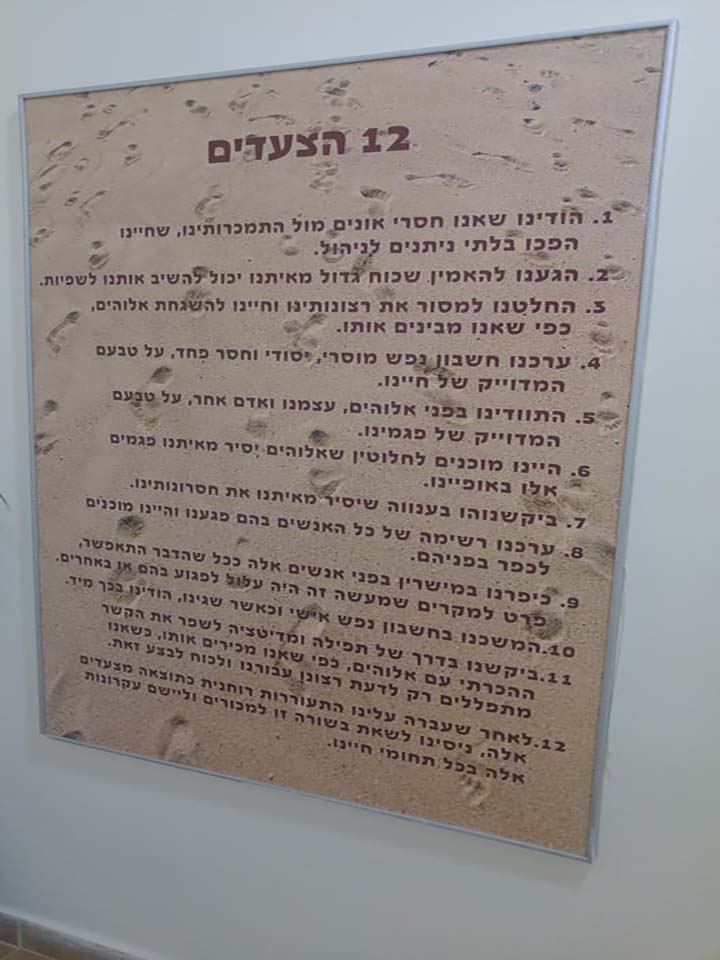 12 הצעדים
1. הודינו שאנו חסרי אונים מול התמכרותינו, שחיינו
הפכו בלתי ניתנים לניהול.
2. הגענו להאמין שכוח גדול מאיתנו יכול להשיב אותנו לשפיות.
3. החלטנו למסור את רצונותינו וחיינו להשגחת אלוהים,
כפי שאנו מבינים אותו.
4. ערכנו חשבון נפש מוסרי, יסודי וחסר פחד, על טבעם
המדוייק של חיינו.
5. התוודינו בפני אלוהים, עצמנו ואדם אחר, על טבעם
המדוייק של פגמינו.
6. היינו מוכנים לחלוטין שאלוהים יסיר מאיתנו פגמים
אלו באופיינו.
7. ביקשנוהו בענווה שיסיר מאיתנו את חסרונותינו.
8. ערכנו רשימה של כל האנשים בהם פגענו והיינו מוכנים
לכפר בפניהם.
9. כיפרנו במישרין בפני אנשים אלה ככל שהדבר התאפשר,
פרט למקרים שמעשה זה היה עלול לפגוע בהם או באחרים.
10.המשכנו בחשבון נפש אישי וכאשר שגינו, הודינו בכך מיד.
11.ביקשנו בדרך של תפילה ומדיטציה לשפר את הקשר
ההכרתי עם אלוהים, כפי שאנו מכירים אותו, כשאנו
מתפללים רק לדעת רצונו עבורנו ולכוח לבצע זאת.
12.לאחר שעברה עלינו התעוררות רוחנית כתוצאה מצעדים
אלה, ניסינו לשאת בשורה זו למכורים וליישם עקרונות
אלה בכל תחומי חיינו.